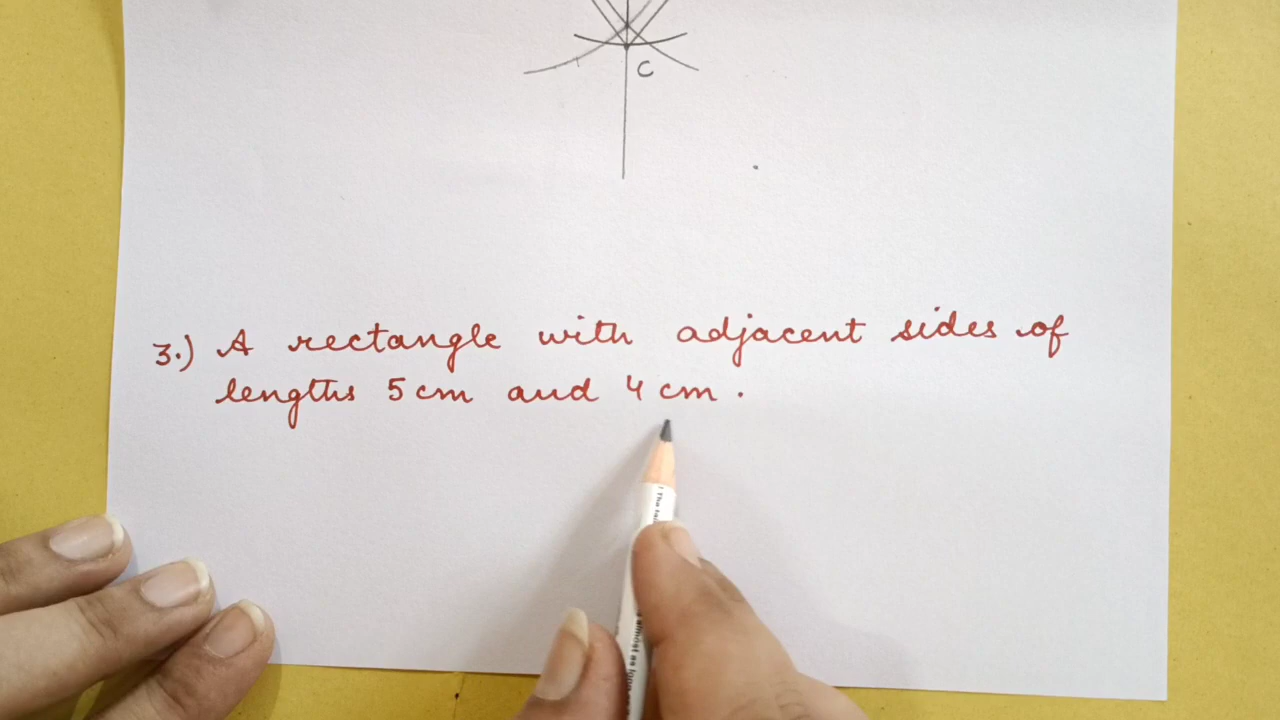 C
3.) A rectangle with adjacent sides of
lengths 5 cm and 4 cm .